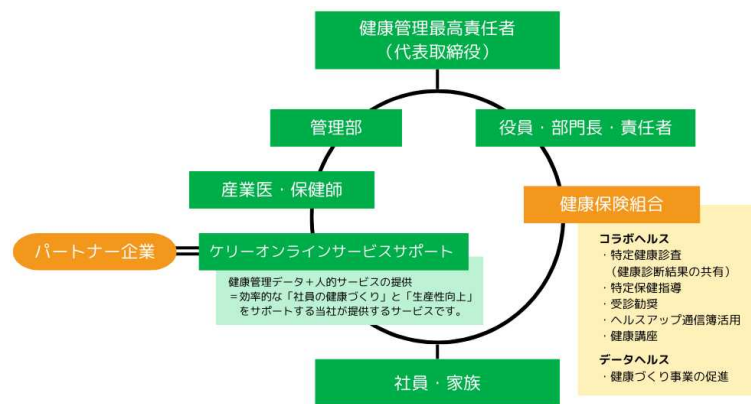 健康管理最高責任者
（代表取締役）
管理部
役員・部門長・責任者
産業医・保健師
健康保険組合
パートナー企業
ケリーオンラインサービスサポート
健康管理データ＋人的サービスの提供
＝効率的な「社員の健康づくり」と「生産性向上」
をサポートする当社が提供するサービスです。
コラボヘルス
・特定健康診査
（健康診断結果の共有）
・特定保健指導
・受診勧奨
・ヘルスアップ通信簿活用
・健康講座
データヘルス
・健康づくり事業の促進
社員・家族